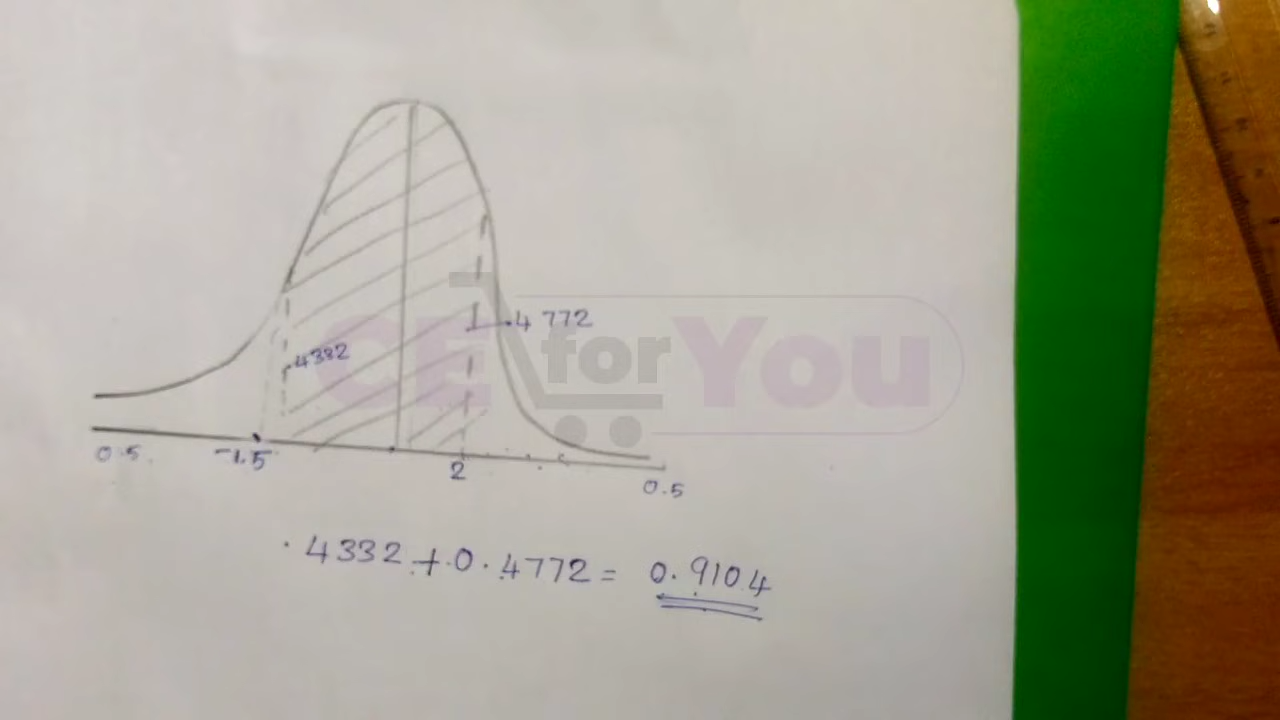 .4772
.4332
0.5 -1.5 2 0.5
.4332 + 0.4772 = 0.9104
CE for You